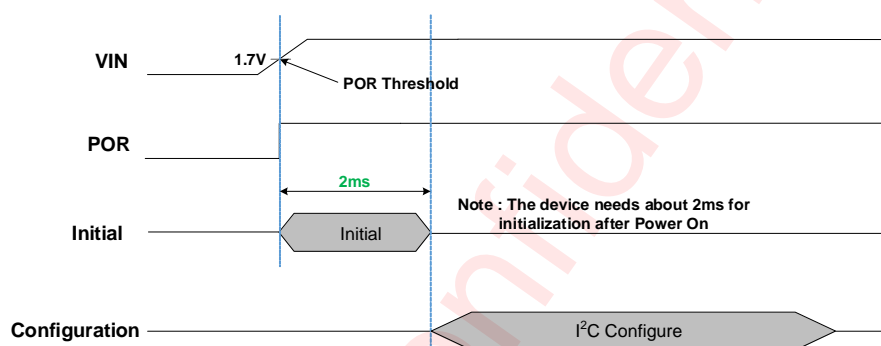 VIN
1.7V
POR Threshold
POR
2ms
Note : The device needs about 2ms for
initialization after Power On
Initial
Initial
Configuration
I²C Configure